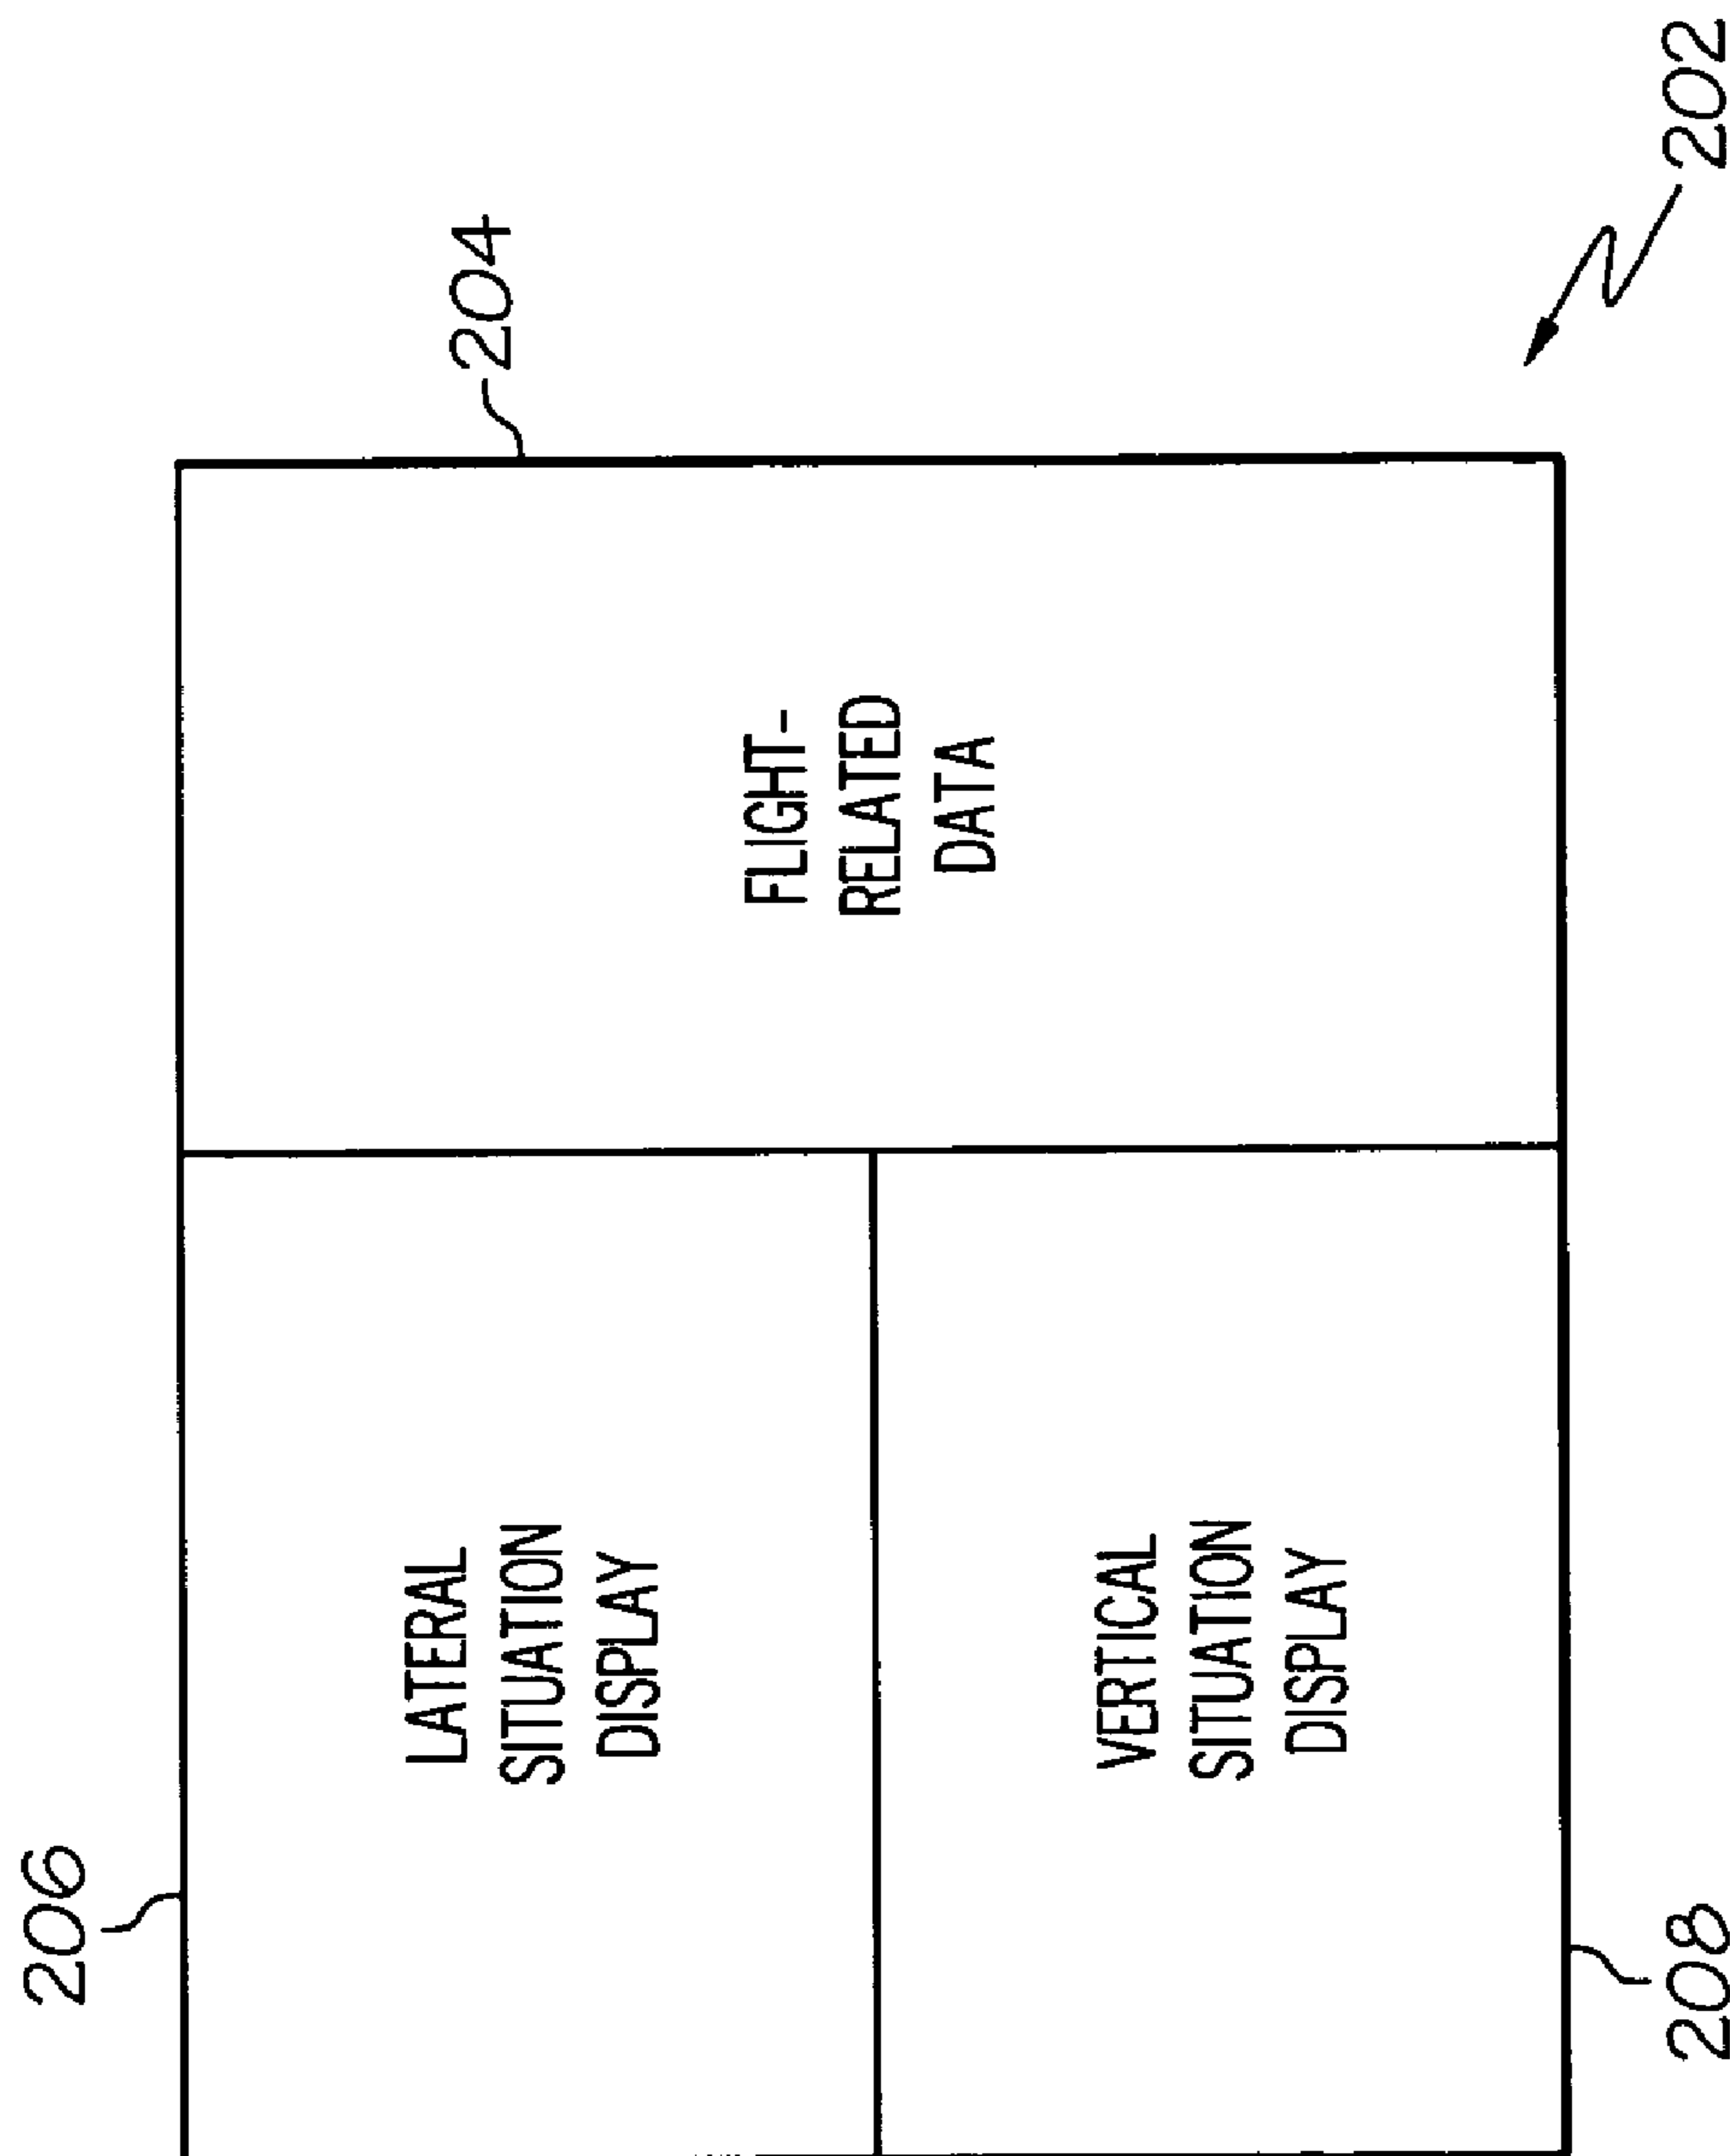 206
LATERAL
SITUATION
DISPLAY
204
FLIGHT-
RELATED
DATA
VERTICAL
SITUATION
DISPLAY
208
202